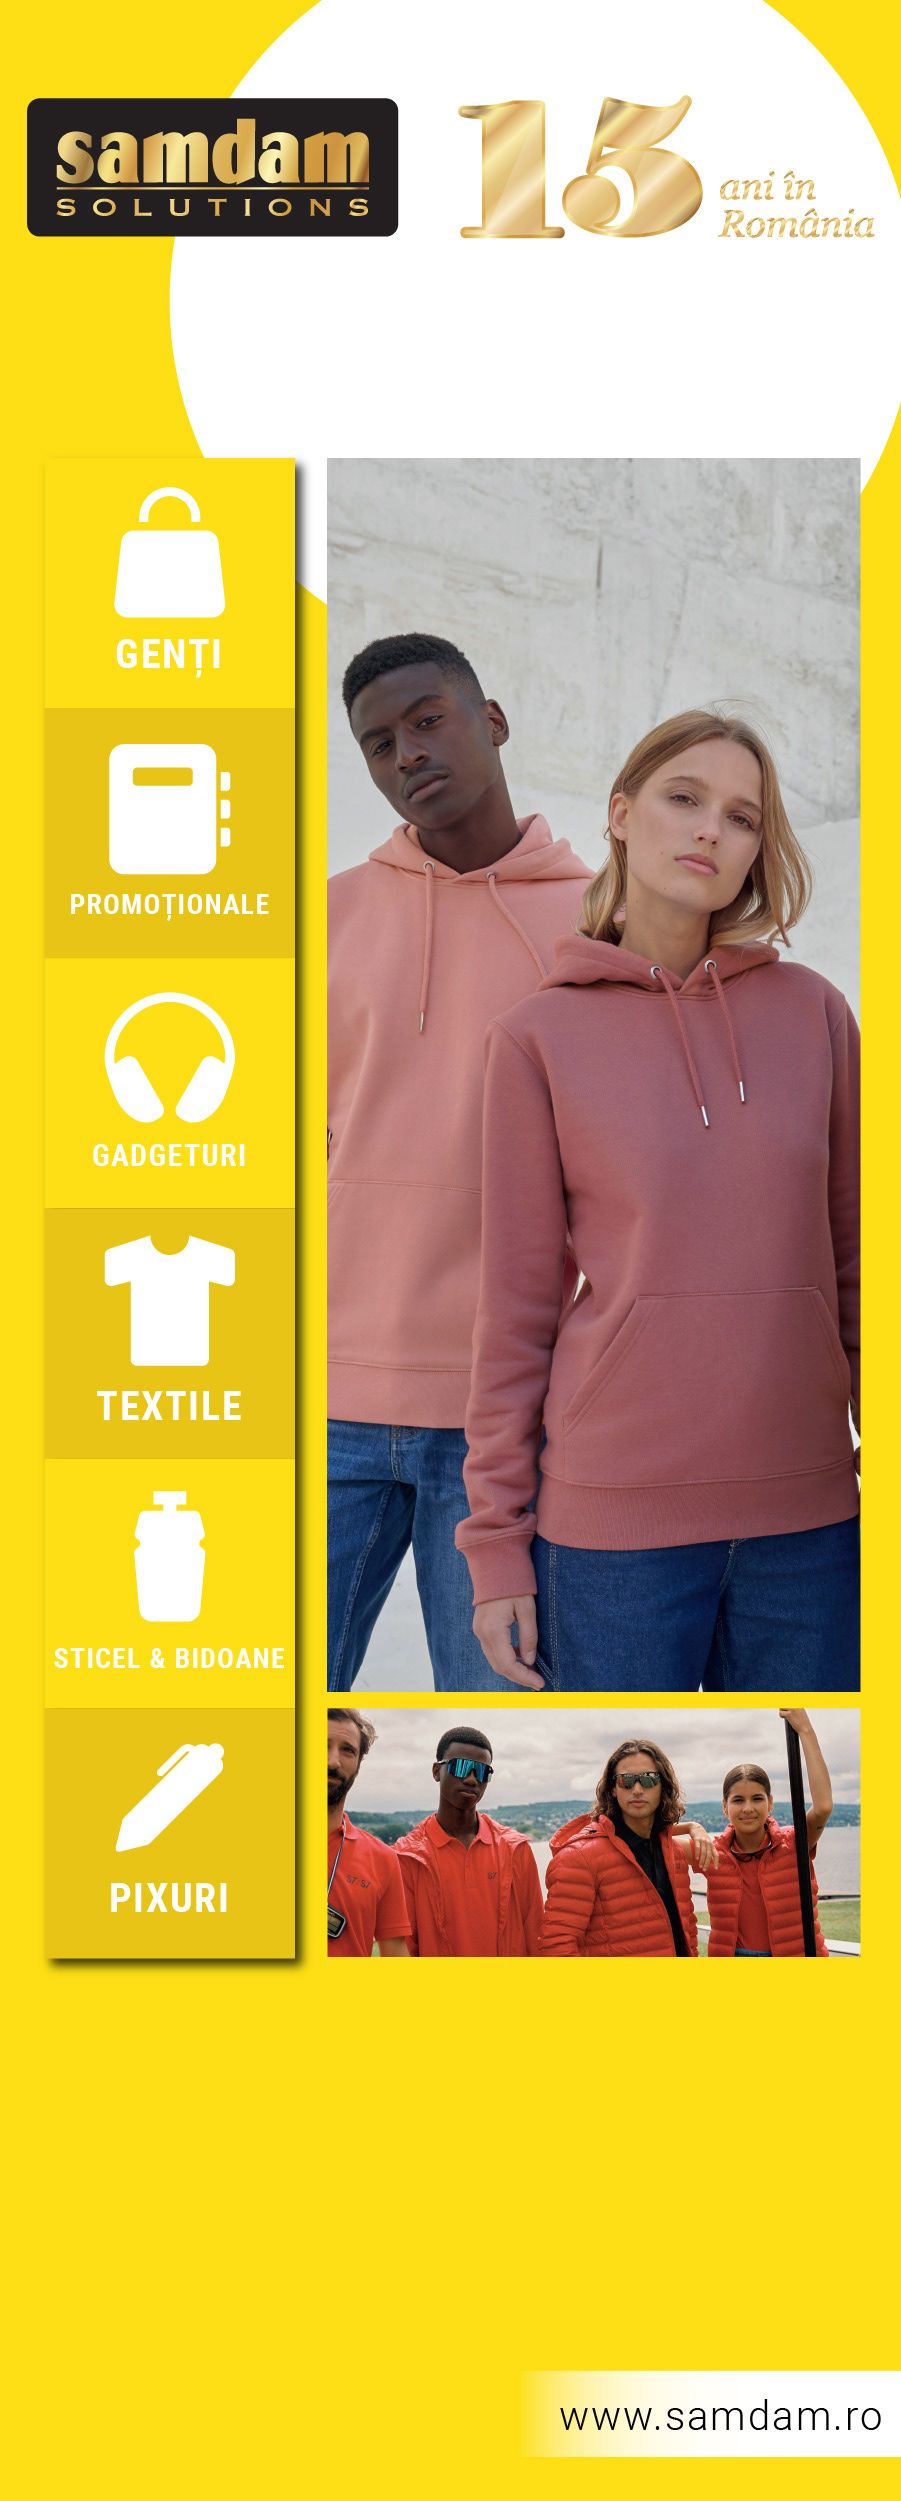 samdam
SOLUTIONS
15
ani în
România
GENȚI
PROMOȚIONALE
GADGETURI
TEXTILE
STICEL & BIDOANE
PIXURI
www.samdam.ro